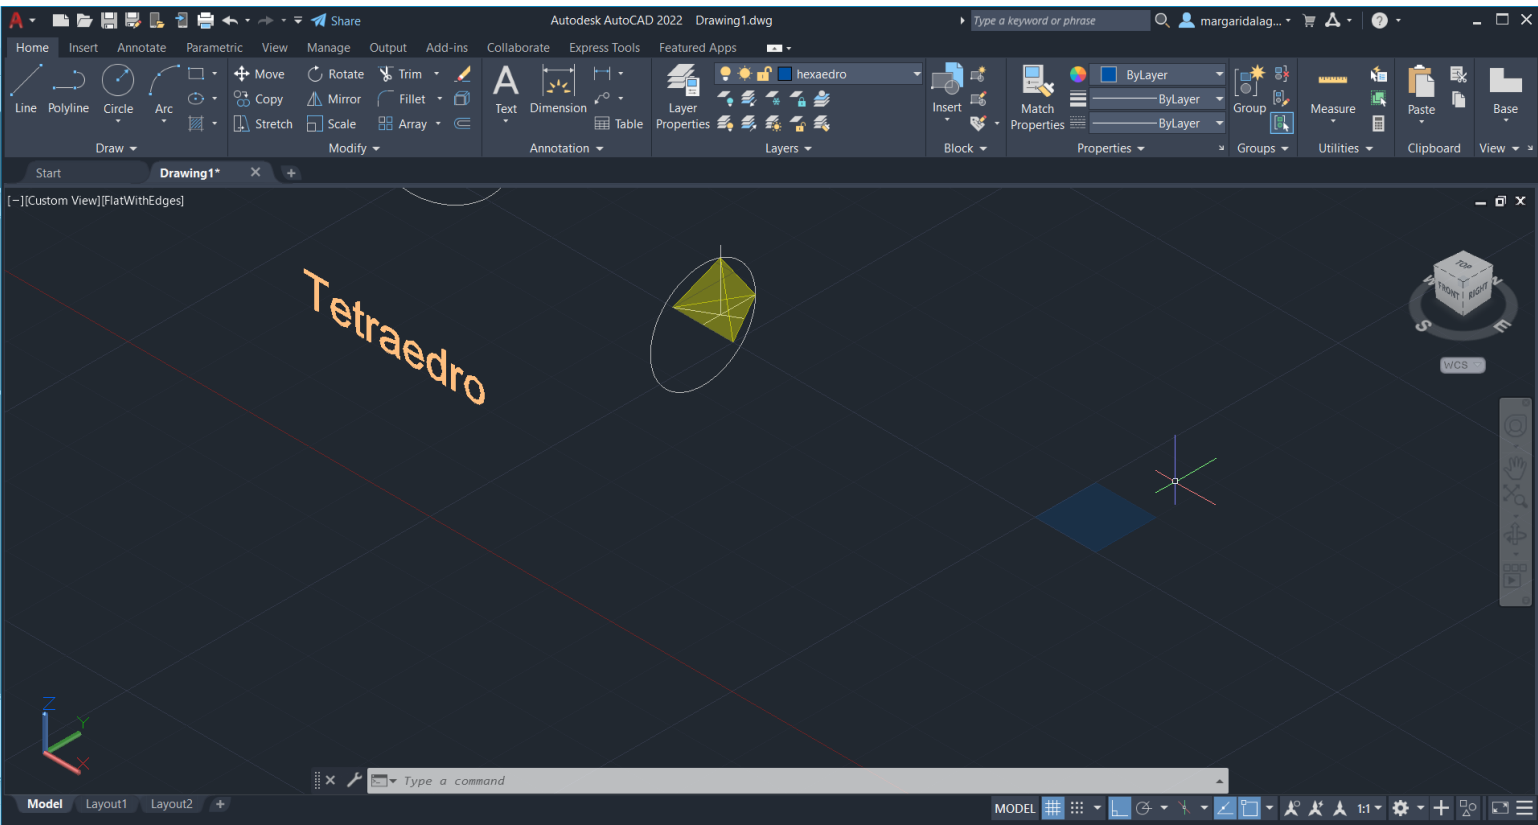 Share
Autodesk AutoCAD 2022 Drawing1.dwg
Type a keyword or phrase
margaridalag...
Home Insert Annotate Parametric View Manage Output Add-ins Collaborate Express Tools Featured Apps
Line Polyline Circle Arc
Move Rotate Trim
Copy Mirror Fillet
Stretch Scale Array
Text Dimension
Table
Layer
Properties
hexaedro
Insert
Match
Properties
ByLayer
ByLayer
ByLayer
Group
Measure
Paste
Base
Draw Modify Annotation Layers Block Properties Groups Utilities Clipboard View
Start Drawing1*
[−][Custom View][FlatWithEdges]
Tetraedro
TOP
FRONT RIGHT
S E
WCS
Z
Y
X
Type a command
Model Layout1 Layout2
MODEL
1:1